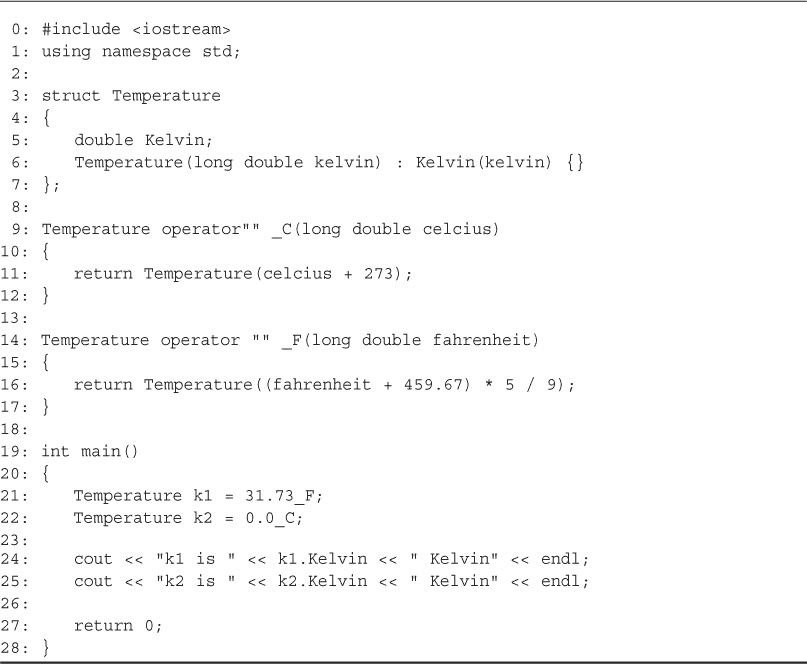 0: #include <iostream>
1: using namespace std;
2:
3: struct Temperature
4: {
5:    double Kelvin;
6:    Temperature(long double kelvin) : Kelvin(kelvin) {}
7: };
8:
9: Temperature operator"" _C(long double celcius)
10: {
11:    return Temperature(celcius + 273);
12: }
13:
14: Temperature operator "" _F(long double fahrenheit)
15: {
16:    return Temperature((fahrenheit + 459.67) * 5 / 9);
17: }
18:
19: int main()
20: {
21:    Temperature k1 = 31.73_F;
22:    Temperature k2 = 0.0_C;
23:
24:    cout << "k1 is " << k1.Kelvin << " Kelvin" << endl;
25:    cout << "k2 is " << k2.Kelvin << " Kelvin" << endl;
26:
27:    return 0;
28: }